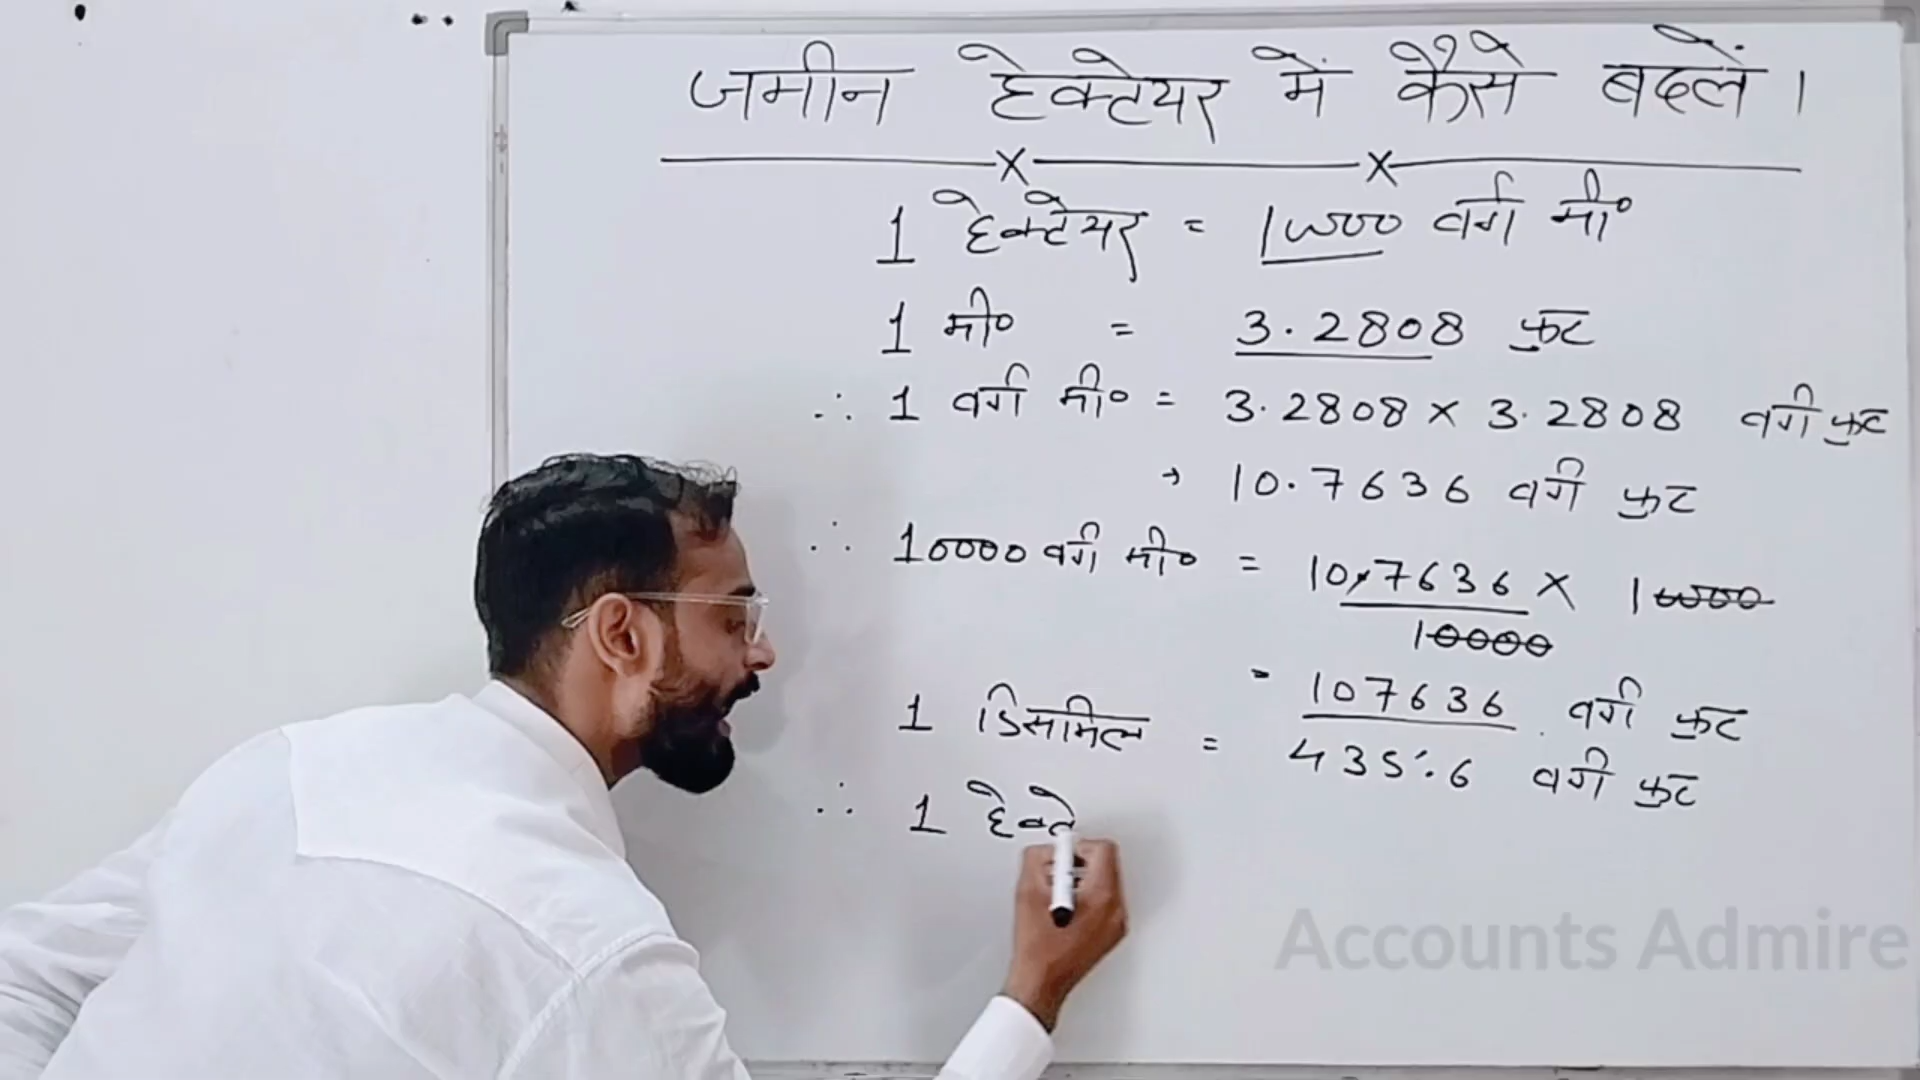 जमीन हेक्टेयर में कैसे बदलें।
1 हेक्टेयर = 10000 वर्ग मी०
1 मी० = 3.2808 फुट
∴ 1 वर्ग मी० = 3.2808 × 3.2808 वर्ग फुट
→ 10.7636 वर्ग फुट
∴ 10000 वर्ग मी० = 10.7636 × 10000
10000
= 107636 वर्ग फुट
1 डिसमिल = 435.6 वर्ग फुट
∴ 1 हेक्टे
Accounts Admire